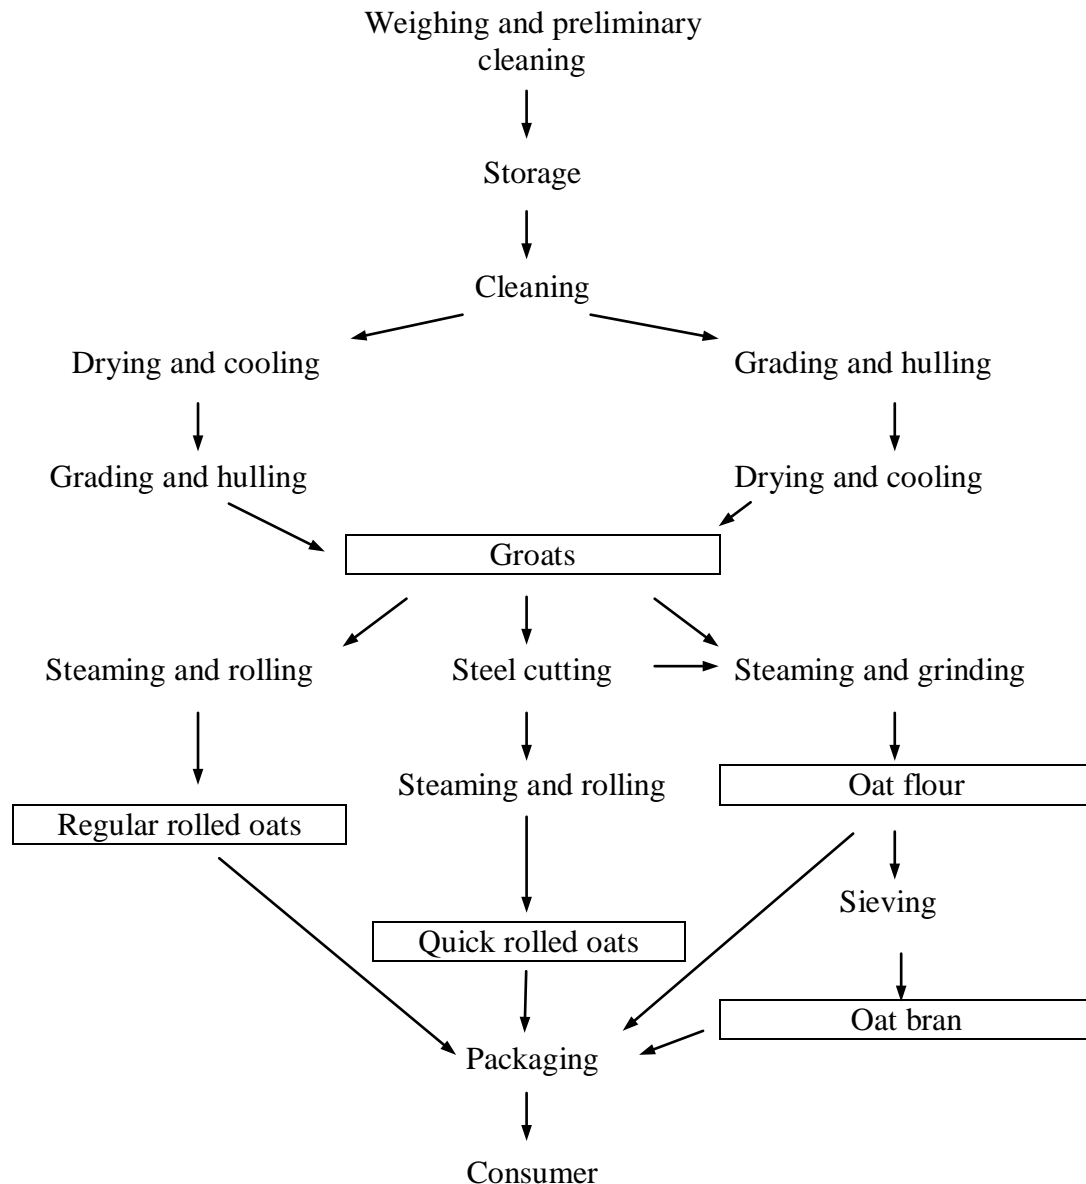 Weighing and preliminary
cleaning
Storage
Cleaning
Drying and cooling
Grading and hulling
Grading and hulling
Drying and cooling
Groats
Steaming and rolling
Steel cutting
Steaming and grinding
Steaming and rolling
Oat flour
Regular rolled oats
Sieving
Quick rolled oats
Oat bran
Packaging
Consumer